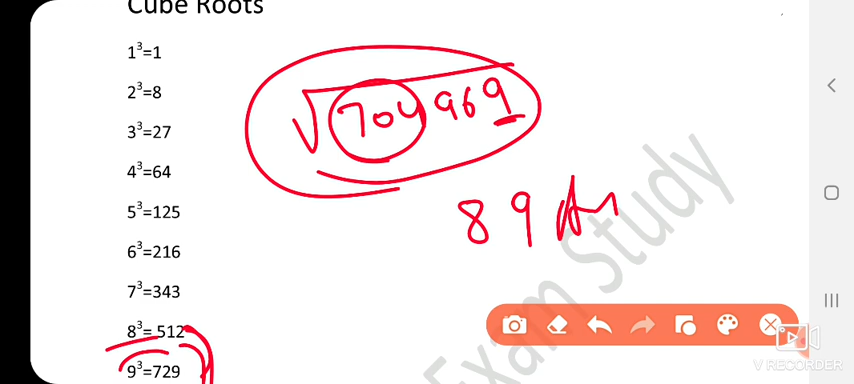 Cube Roots
1³=1
2³=8
3³=27
4³=64
5³=125
6³=216
7³=343
8³= 512
9³=729
√704969
89 Ans
Exam Study
V RECORDER